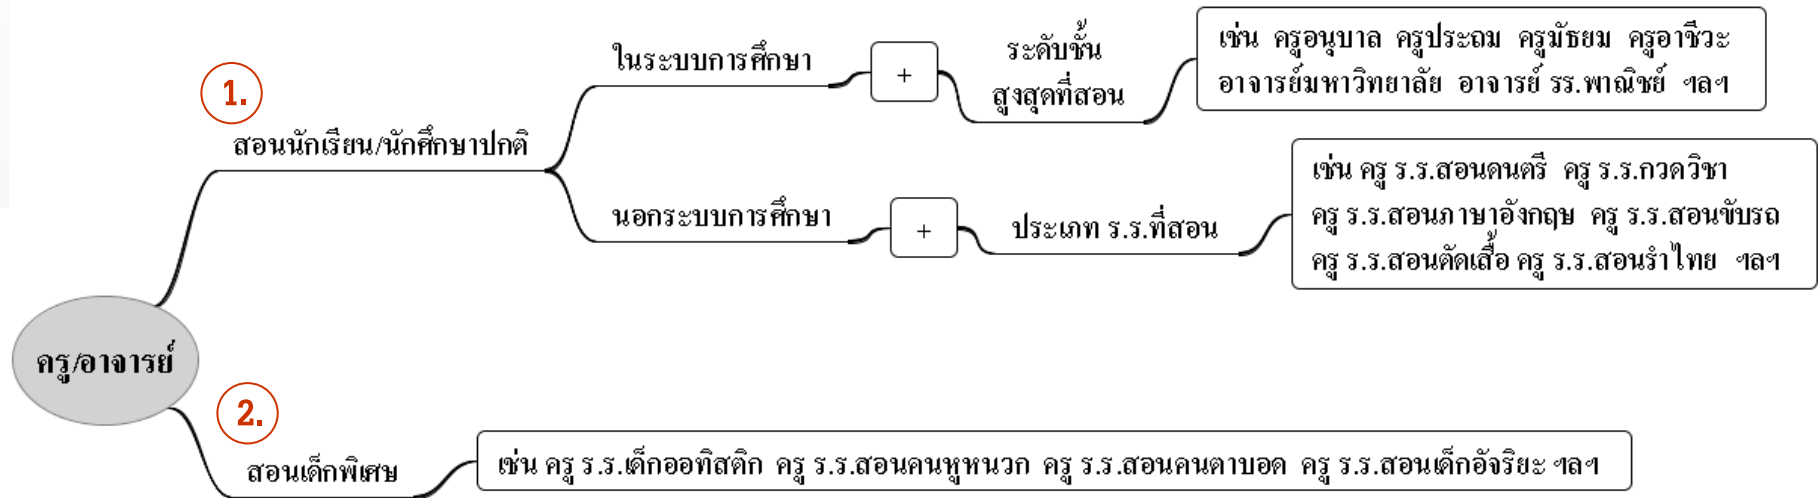 ครู/อาจารย์
1.
สอนนักเรียน/นักศึกษาปกติ
ในระบบการศึกษา
+
ระดับชั้น
สูงสุดที่สอน
เช่น ครูอนุบาล ครูประถม ครูมัธยม ครูอาชีวะ
อาจารย์มหาวิทยาลัย อาจารย์ รร.พาณิชย์ ฯลฯ
นอกระบบการศึกษา
+
ประเภท ร.ร.ที่สอน
เช่น ครู ร.ร.สอนดนตรี ครู ร.ร.กวดวิชา
ครู ร.ร.สอนภาษาอังกฤษ ครู ร.ร.สอนขับรถ
ครู ร.ร.สอนตัดเสื้อ ครู ร.ร.สอนรำไทย ฯลฯ
2.
สอนเด็กพิเศษ
เช่น ครู ร.ร.เด็กออทิสติก ครู ร.ร.สอนคนหูหนวก ครู ร.ร.สอนคนตาบอด ครู ร.ร.สอนเด็กอัจริยะ ฯลฯ